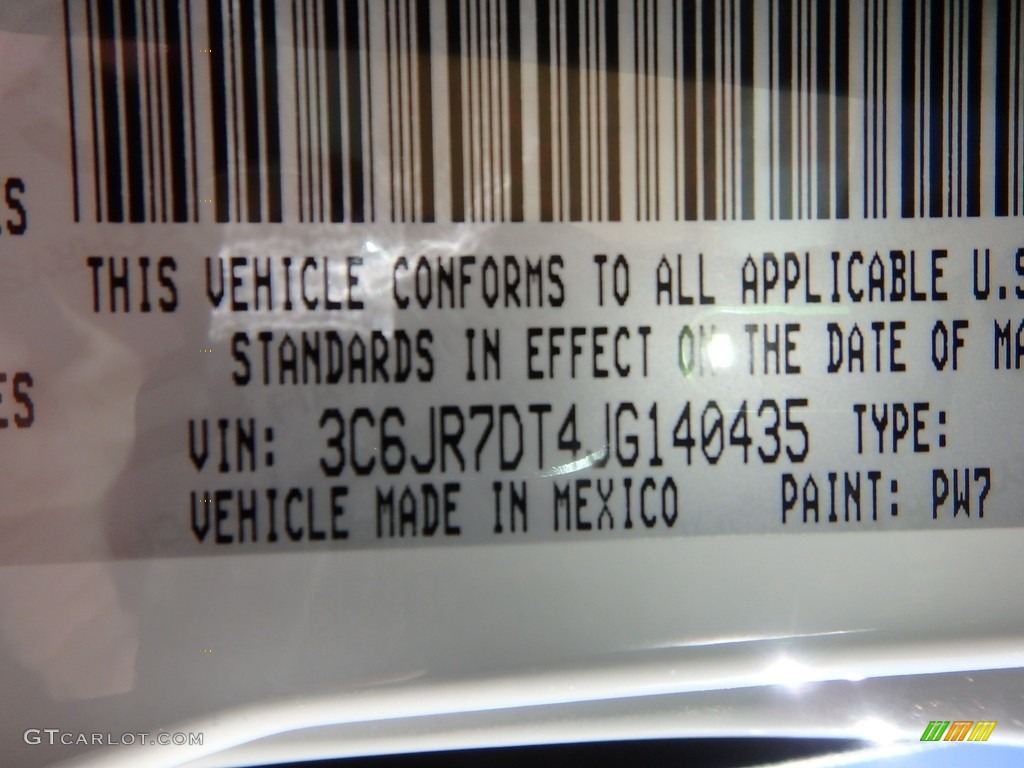 THIS VEHICLE CONFORMS TO ALL APPLICABLE U.S
STANDARDS IN EFFECT ON THE DATE OF MA
VIN: 3C6JR7DT4JG140435 TYPE:
VEHICLE MADE IN MEXICO PAINT: PW7
ES
GTCARLOT.COM